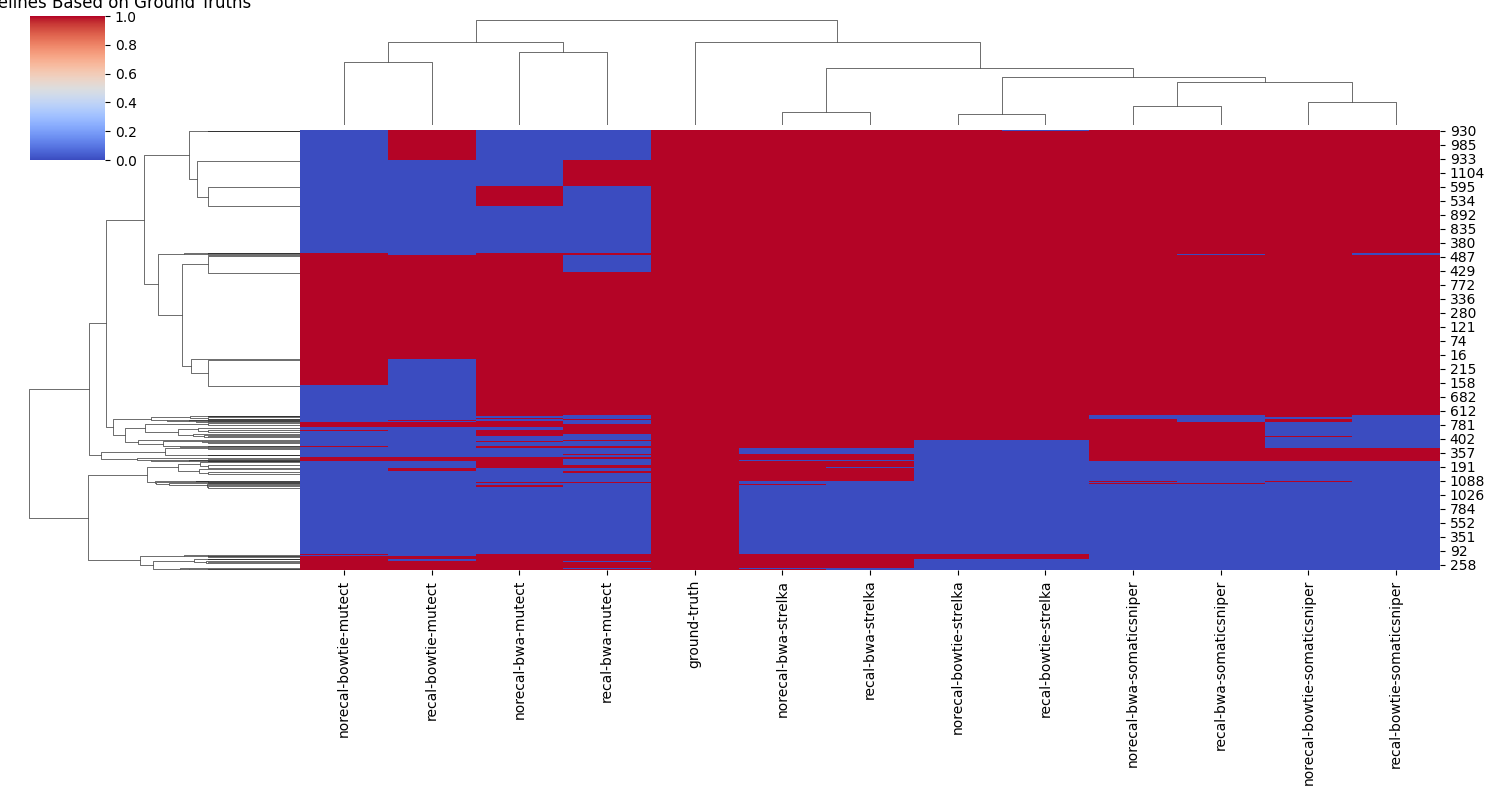 Based on Ground Truths
1.0
0.8
0.6
0.4
0.2
0.0
930
985
933
1104
595
534
892
835
380
487
429
772
336
280
121
74
16
215
158
682
612
781
402
357
191
1088
1026
784
552
351
92
258
norecal-bowtie-mutect
recal-bowtie-mutect
norecal-bwa-mutect
recal-bwa-mutect
ground-truth
norecal-bwa-strelka
recal-bwa-strelka
norecal-bowtie-strelka
recal-bowtie-strelka
norecal-bwa-somaticsniper
recal-bwa-somaticsniper
norecal-bowtie-somaticsniper
recal-bowtie-somaticsniper